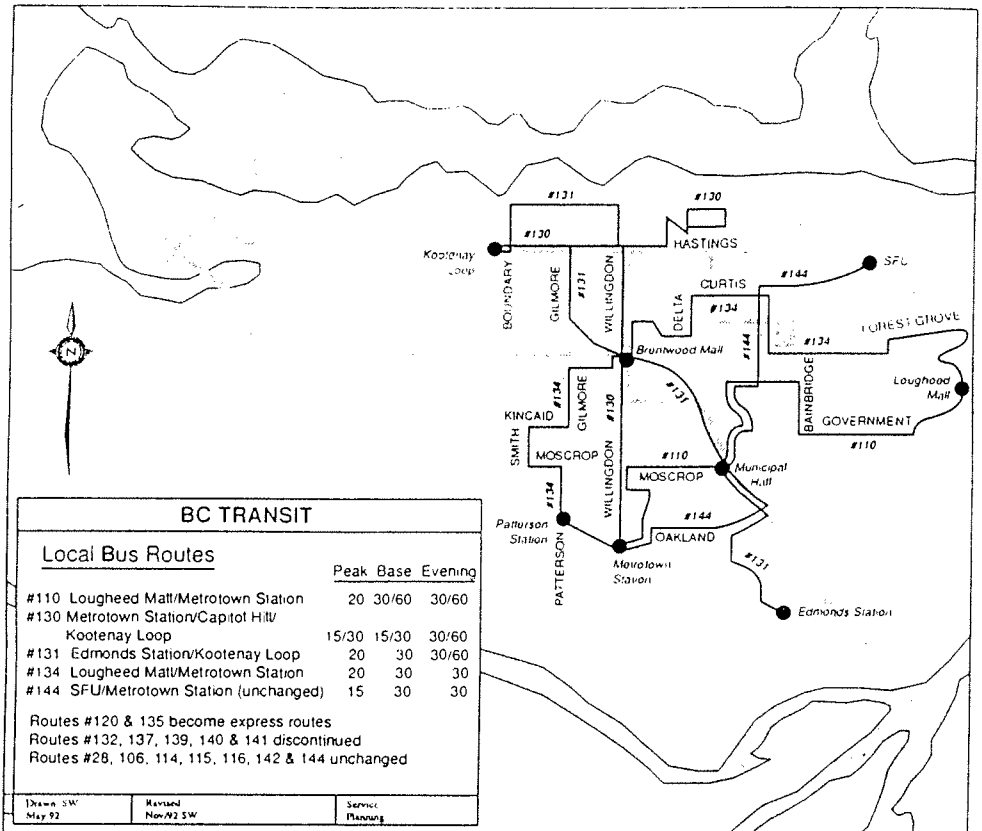 #131
#130
#130
HASTINGS
Kootenay
Loop
SFU
#144
BOUNDARY
GILMORE
#131
WILLINGDON
DELTA
CURTIS
#134
#144
FOREST GROVE
#134
Brentwood Mall
Lougheed
Mall
#134
GILMORE
#130
#131
BAINBRIDGE
GOVERNMENT
#110
KINCAID
SMITH
MOSCROP
WILLINGDON
#110
MOSCROP
Municipal
Hall
#134
Patterson
Station
PATTERSON
#144
OAKLAND
Metrotown
Station
#131
Edmonds Station
N
BC TRANSIT
Local Bus Routes
Peak Base Evening
#110 Lougheed Mall/Metrotown Station 20 30/60 30/60
#130 Metrotown Station/Capitol Hill/
Kootenay Loop 15/30 15/30 30/60
#131 Edmonds Station/Kootenay Loop 20 30 30/60
#134 Lougheed Mall/Metrotown Station 20 30 30
#144 SFU/Metrotown Station (unchanged) 15 30 30
Routes #120 & 135 become express routes
Routes #132, 137, 139, 140 & 141 discontinued
Routes #28, 106, 114, 115, 116, 142 & 144 unchanged
Drawn SW
May 92
Revised
Nov/92 SW
Service
Planning